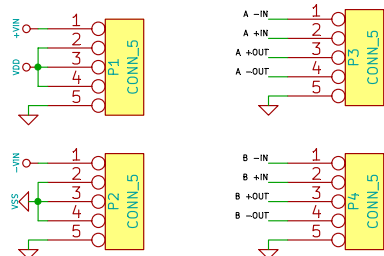 +VIN 1
2
VDD 3
4
5
P1
CONN_5
A -IN 1
A +IN 2
A +OUT 3
A -OUT 4
5
P3
CONN_5
-VIN 1
2
VSS 3
4
5
P2
CONN_5
B -IN 1
B +IN 2
B +OUT 3
B -OUT 4
5
P4
CONN_5